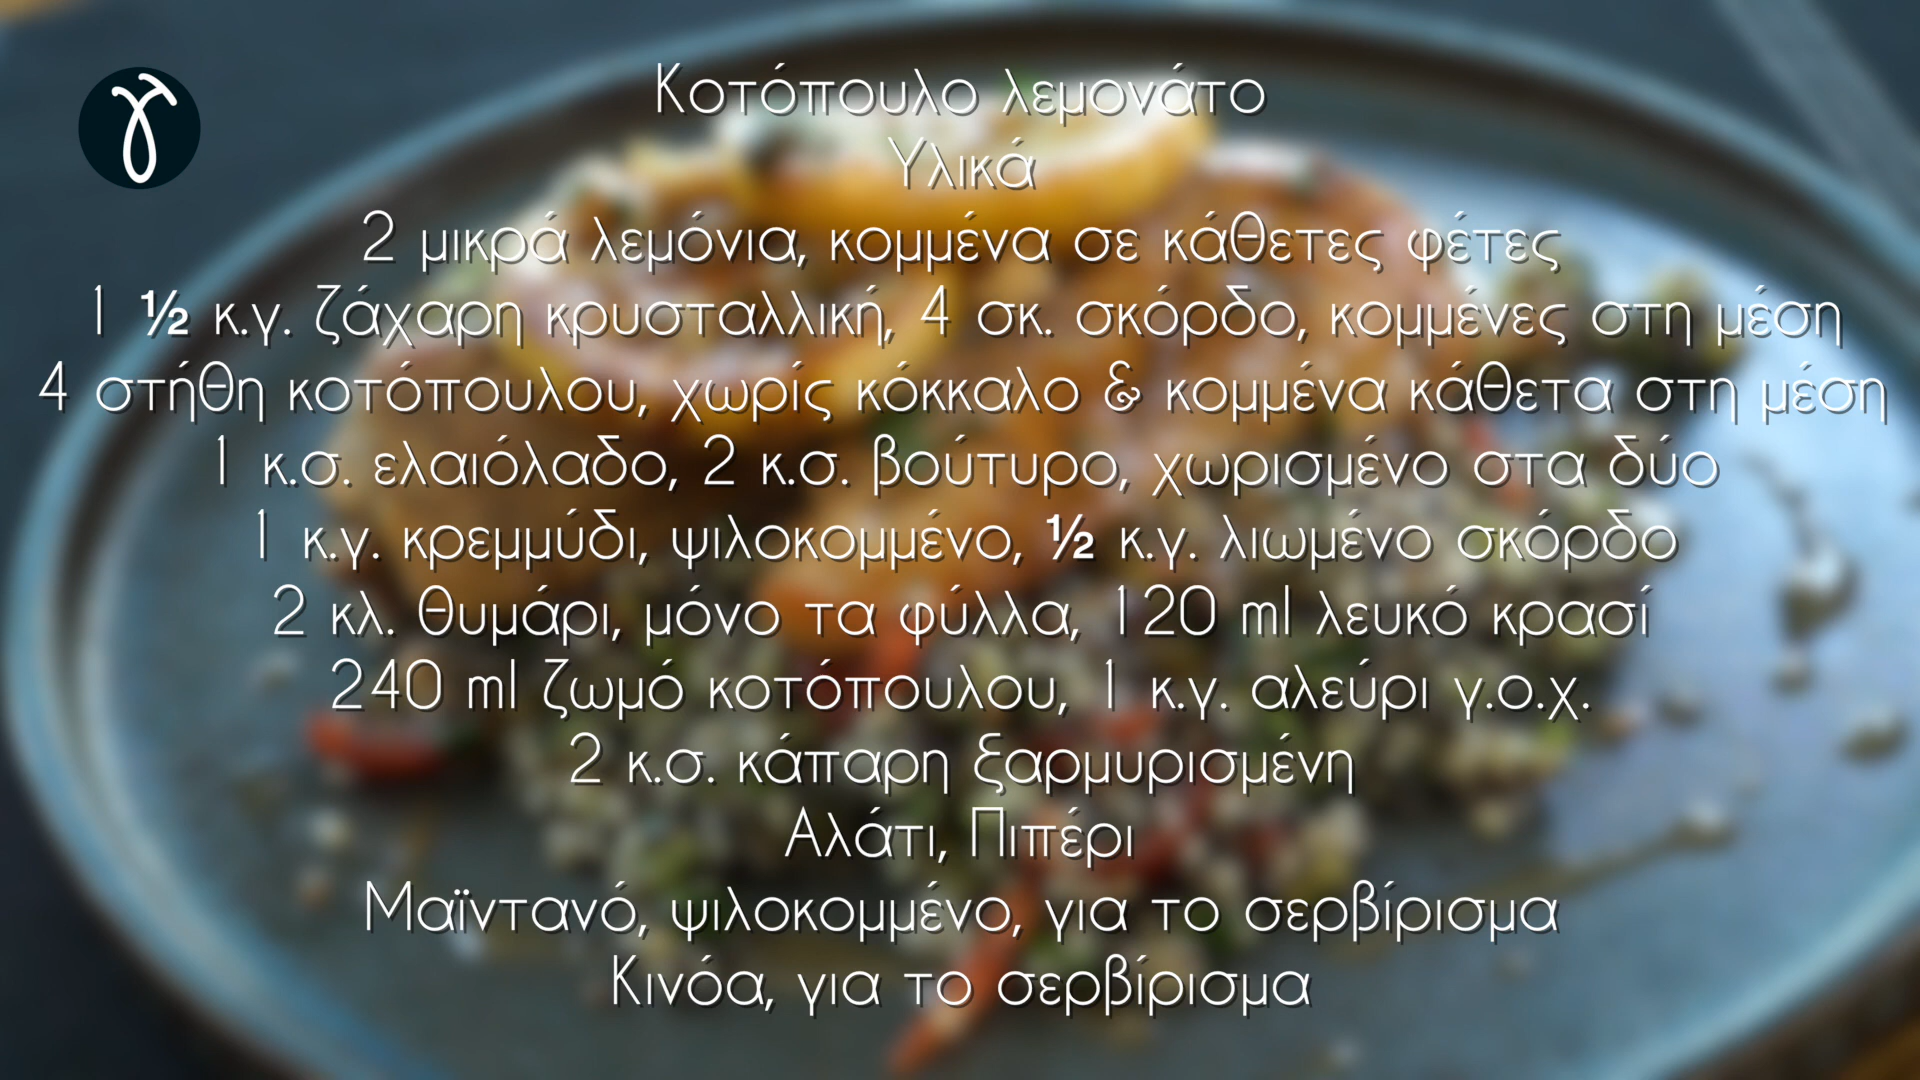 Κοτόπουλο λεμονάτο
Υλικά
2 μικρά λεμόνια, κομμένα σε κάθετες φέτες
1 ½ κ.γ. ζάχαρη κρυσταλλική, 4 σκ. σκόρδο, κομμένες στη μέση
4 στήθη κοτόπουλου, χωρίς κόκκαλο & κομμένα κάθετα στη μέση
1 κ.σ. ελαιόλαδο, 2 κ.σ. βούτυρο, χωρισμένο στα δύο
1 κ.γ. κρεμμύδι, ψιλοκομμένο, ½ κ.γ. λιωμένο σκόρδο
2 κλ. θυμάρι, μόνο τα φύλλα, 120 ml λευκό κρασί
240 ml ζωμό κοτόπουλου, 1 κ.γ. αλεύρι γ.ο.χ.
2 κ.σ. κάπαρη ξαρμυρισμένη
Αλάτι, Πιπέρι
Μαϊντανό, ψιλοκομμένο, για το σερβίρισμα
Κινόα, για το σερβίρισμα